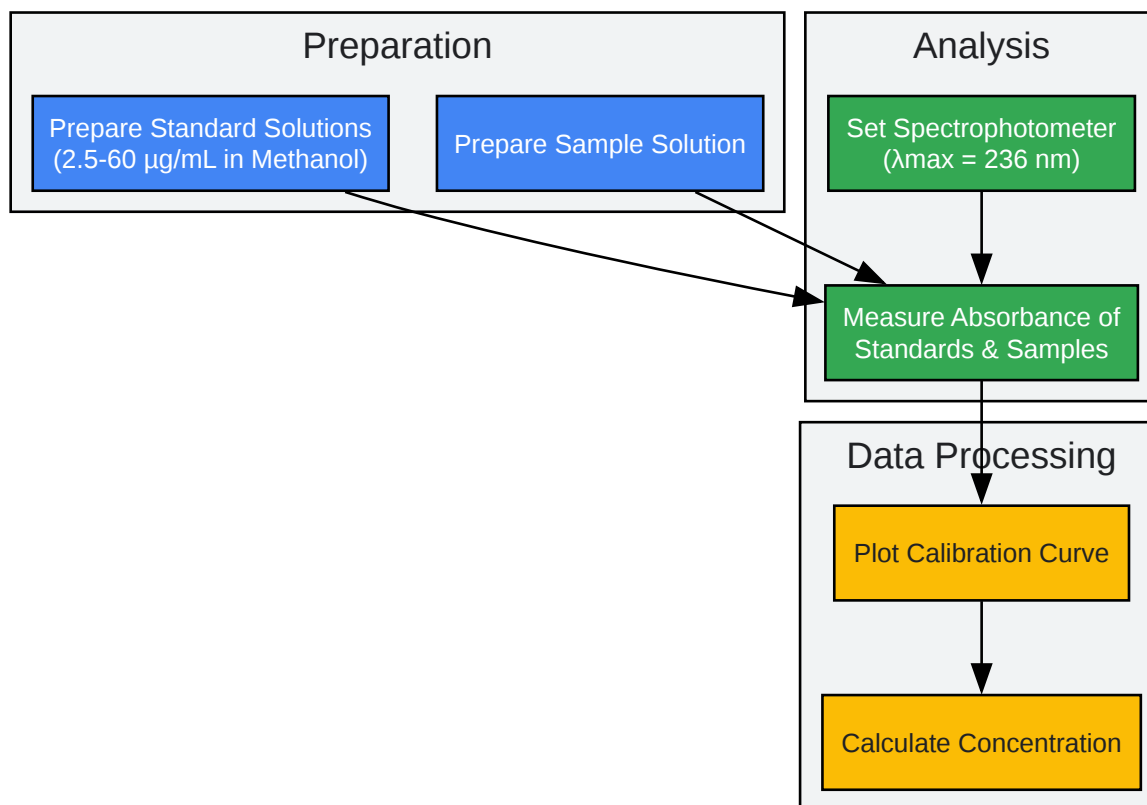 Preparation
Prepare Standard Solutions
(2.5-60 µg/mL in Methanol)
Prepare Sample Solution
Analysis
Set Spectrophotometer
(λmax = 236 nm)
Measure Absorbance of
Standards & Samples
Data Processing
Plot Calibration Curve
Calculate Concentration